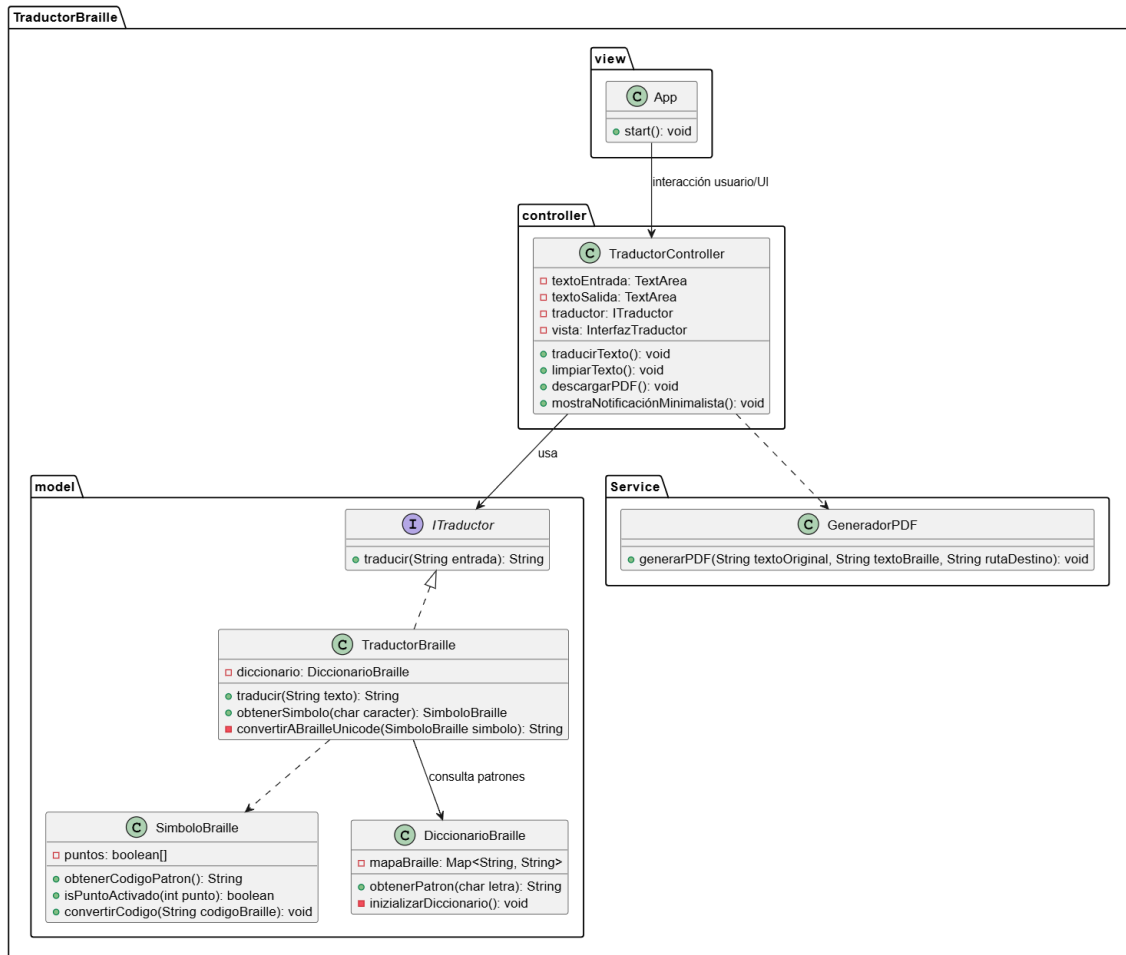 TraductorBraille
view
C App
start(): void
interacción usuario/UI
controller
C TraductorController
textoEntrada: TextArea
textoSalida: TextArea
traductor: ITraductor
vista: InterfazTraductor
traducirTexto(): void
limpiarTexto(): void
descargarPDF(): void
mostraNotificaciónMinimalista(): void
usa
model
I ITraductor
traducir(String entrada): String
Service
C GeneradorPDF
generarPDF(String textoOriginal, String textoBraille, String rutaDestino): void
C TraductorBraille
diccionario: DiccionarioBraille
traducir(String texto): String
obtenerSimbolo(char caracter): SimboloBraille
convertirABrailleUnicode(SimboloBraille simbolo): String
consulta patrones
C SimboloBraille
puntos: boolean[]
obtenerCodigoPatron(): String
isPuntoActivado(int punto): boolean
convertirCodigo(String codigoBraille): void
C DiccionarioBraille
mapaBraille: Map<String, String>
obtenerPatron(char letra): String
inizializarDiccionario(): void